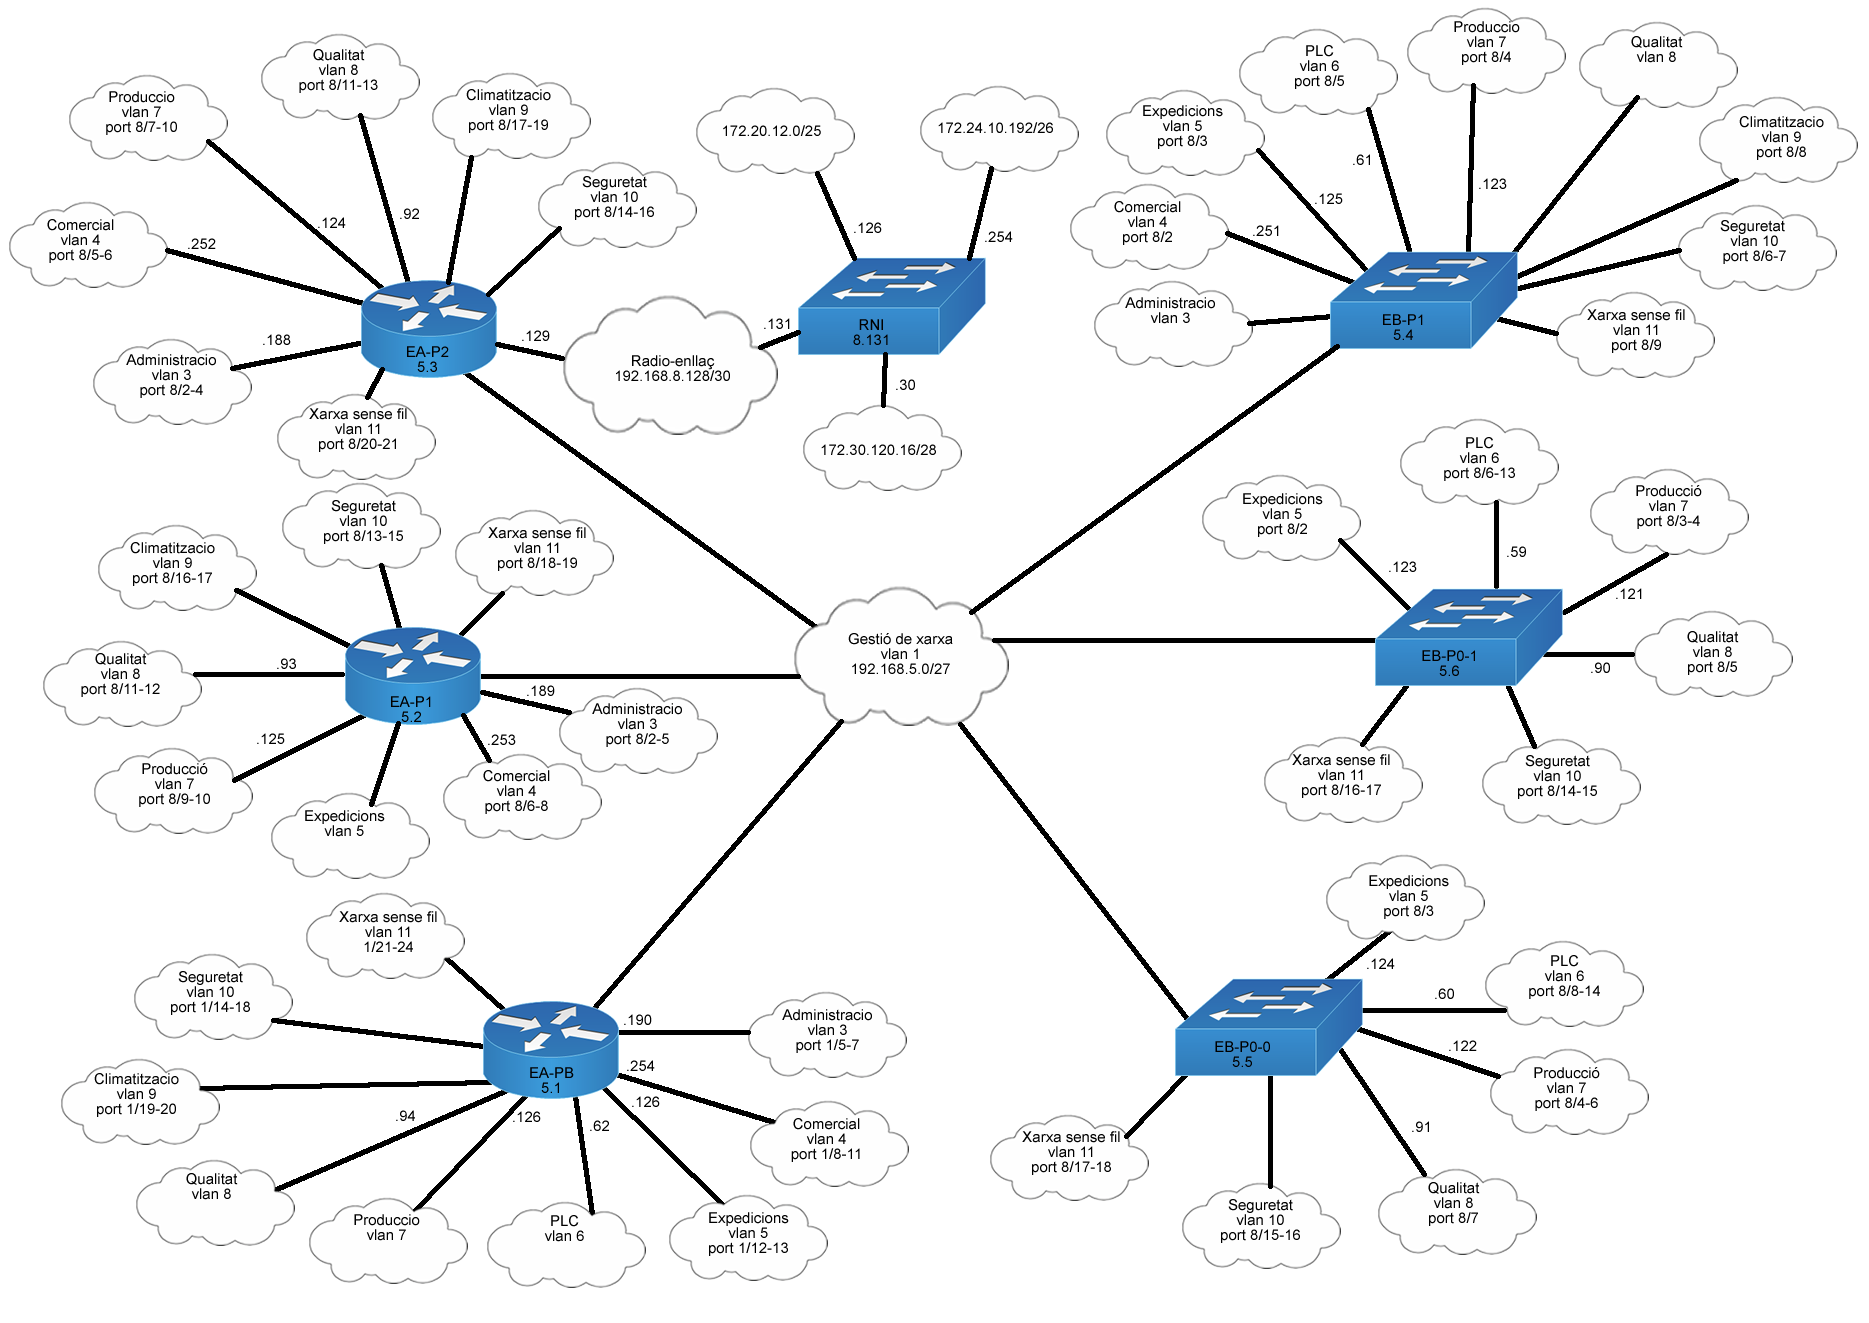 Qualitat
vlan 8
port 8/11-13
Produccio
vlan 7
port 8/7-10
Climatització
vlan 9
port 8/17-19
Seguretat
vlan 10
port 8/14-16
Comercial
vlan 4
port 8/5-6
.124
.92
.252
.188
.129
Administracio
vlan 3
port 8/2-4
EA-P2
5.3
Xarxa sense fil
vlan 11
port 8/20-21
Radio-enllaç
192.168.8.128/30
172.20.12.0/25
172.24.10.192/26
.126
.254
.131
RNI
8.131
.30
172.30.120.16/28
Produccio
vlan 7
port 8/4
PLC
vlan 6
port 8/5
Qualitat
vlan 8
Expedicions
vlan 5
port 8/3
Climatització
vlan 9
port 8/8
.61
.123
.125
Comercial
vlan 4
port 8/2
.251
Seguretat
vlan 10
port 8/6-7
Administracio
vlan 3
EB-P1
5.4
Xarxa sense fil
vlan 11
port 8/9
Seguretat
vlan 10
port 8/13-15
Xarxa sense fil
vlan 11
port 8/18-19
Climatització
vlan 9
port 8/16-17
Qualitat
vlan 8
port 8/11-12
.93
EA-P1
5.2
.189
Administracio
vlan 3
port 8/2-5
.125
.253
Producció
vlan 7
port 8/9-10
Comercial
vlan 4
port 8/6-8
Expedicions
vlan 5
Gestió de xarxa
vlan 1
192.168.5.0/27
PLC
vlan 6
port 8/6-13
Expedicions
vlan 5
port 8/2
Producció
vlan 7
port 8/3-4
.59
.123
.121
Qualitat
vlan 8
port 8/5
.90
EB-P0-1
5.6
Xarxa sense fil
vlan 11
port 8/16-17
Seguretat
vlan 10
port 8/14-15
Xarxa sense fil
vlan 11
1/21-24
Seguretat
vlan 10
port 1/14-18
.190
Administracio
vlan 3
port 1/5-7
Climatització
vlan 9
port 1/19-20
EA-PB
5.1
.254
.94
.126
.62
.126
Comercial
vlan 4
port 1/8-11
Qualitat
vlan 8
Produccio
vlan 7
PLC
vlan 6
Expedicions
vlan 5
port 1/12-13
Expedicions
vlan 5
port 8/3
.124
PLC
vlan 6
port 8/8-14
.60
EB-P0-0
5.5
.122
Producció
vlan 7
port 8/4-6
.91
Xarxa sense fil
vlan 11
port 8/17-18
Seguretat
vlan 10
port 8/15-16
Qualitat
vlan 8
port 8/7